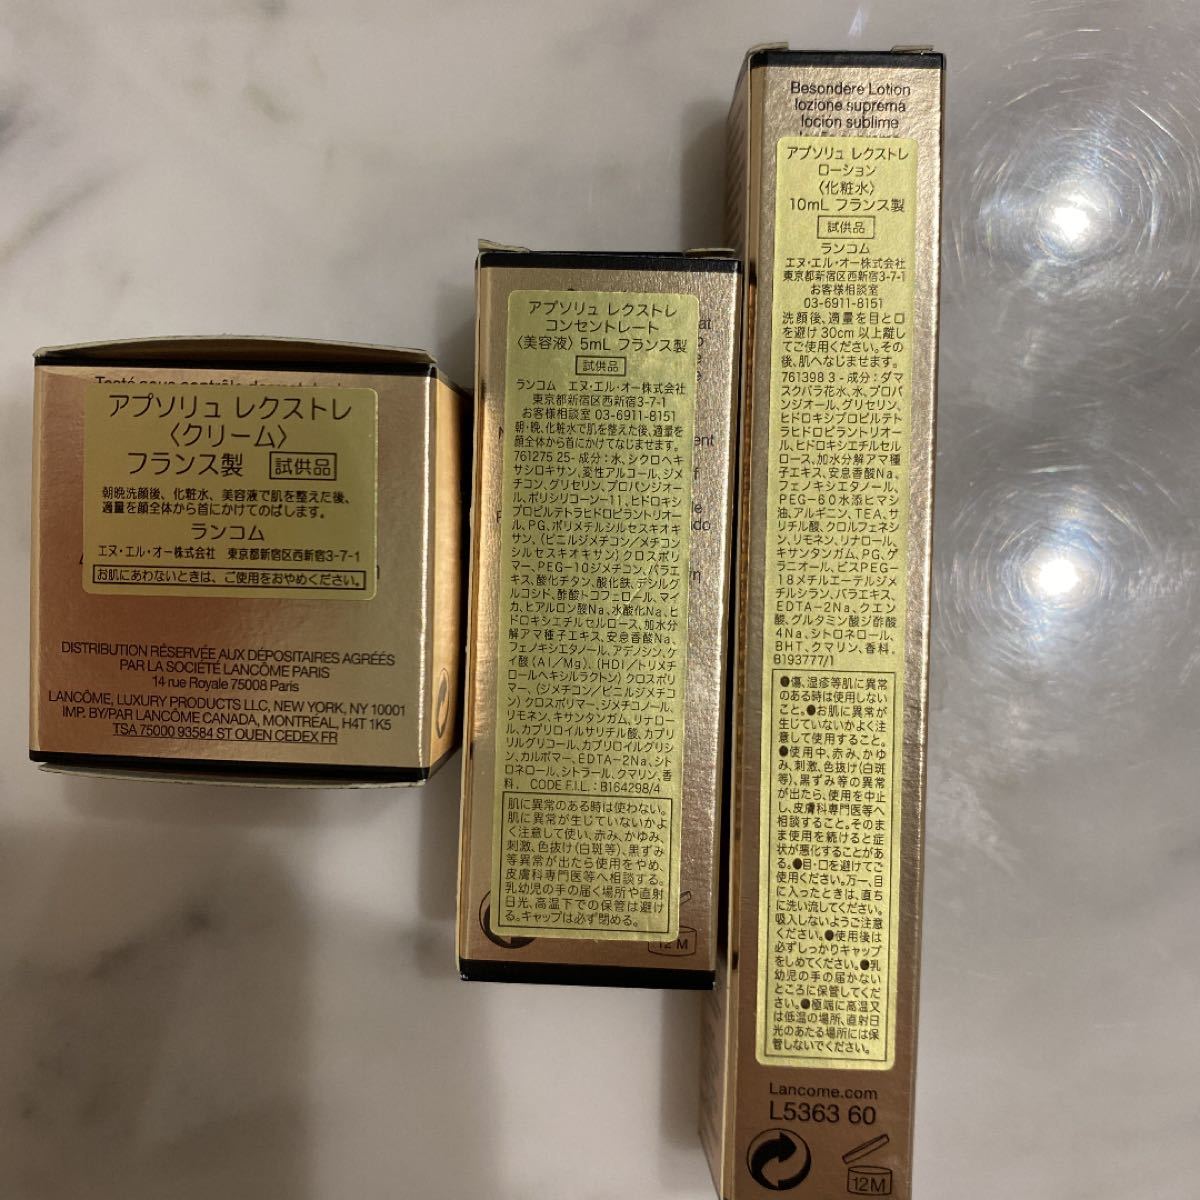 アプソリュ レクストレ
〈クリーム〉
フランス製 試供品
朝晩洗顔後、化粧水、美容液で肌を整えた後、
適量を顔全体から首にかけてのばします。
ランコム
エヌ・エル・オー株式会社 東京都新宿区西新宿3-7-1
お肌にあわないときは、ご使用をおやめください。
DISTRIBUTION RÉSERVÉE AUX DÉPOSITAIRES AGRÉÉS
PAR LA SOCIÉTÉ LANCÔME PARIS
14 rue Royale 75008 Paris
LANCÔME, LUXURY PRODUCTS LLC, NEW YORK, NY 10001
IMP. BY/PAR LANCÔME CANADA, MONTRÉAL, H4T 1K5
TSA 75000 93584 ST OUEN CEDEX FR
アプソリュ レクストレ
コンセントレート
〈美容液〉 5mL フランス製
試供品
ランコム エヌ・エル・オー株式会社
東京都新宿区西新宿3-7-1
お客様相談室 03-6911-8151
朝・晩、化粧水で肌を整えた後、適量を
顔全体から首にかけてなじませます。
761275 25- 成分：水、シクロヘキ
サシロキサン、変性アルコール、ジメ
チコン、グリセリン、プロパンジオー
ル、ポリシリコーン-11、ヒドロキシ
プロピルテトラヒドロピラントリオー
ル、PG、ポリメチルシルセスキオキ
サン、(ビニルジメチコン/メチコン
シルセスキオキサン)クロスポリ
マー、PEG-10ジメチコン、バラエ
キス、酸化チタン、酸化鉄、デシルグ
ルコシド、酢酸トコフェロール、マイ
カ、ヒアルロン酸Na、水酸化Na、ヒ
ドロキシエチルセルロース、加水分
解アマ種子エキス、安息香酸Na、
フェノキシエタノール、アデノシン、ケ
イ酸(Al/Mg)、(HDI/トリメチ
ロールヘキシルラクトン)クロスポリ
マー、(ジメチコン/ビニルジメチコ
ン)クロスポリマー、ジメチコノール、
リモネン、キサンタンガム、リナロー
ル、カプリロイルサリチル酸、カプリ
リルグリコール、カプリロイルグリシ
ン、カルボマー、EDTA-2Na、シト
ロネロール、シトラール、クマリン、香
料. CODE F.I.L.：B164298/4
肌に異常のある時は使わない。
肌に異常が生じていないかよ
く注意して使い、赤み、かゆみ、
刺激、色抜け(白斑等)、黒ずみ
等異常が出たら使用をやめ、
皮膚科専門医等へ相談する。
乳幼児の手の届く場所や直射
日光、高温下での保管は避け
る。キャップは必ず閉める。
12 M
Besondere Lotion
lozione suprema
loción sublime
アプソリュ レクストレ
ローション
〈化粧水〉
10mL フランス製
試供品
ランコム
エヌ・エル・オー株式会社
東京都新宿区西新宿3-7-1
お客様相談室
03-6911-8151
洗顔後、適量を目と口
を避け 30cm 以上離し
てご使用ください。その
後、肌へなじませます。
761398 3 - 成分：ダマ
スクバラ花水、水、プロパ
ンジオール、グリセリン、
ヒドロキシプロピルテト
ラヒドロピラントリオー
ル、ヒドロキシエチルセル
ロース、加水分解アマ種
子エキス、安息香酸Na、
フェノキシエタノール、
PEG-60水添ヒマシ
油、アルギニン、TEA、サ
リチル酸、クロルフェネシ
ン、リモネン、リナロール、
キサンタンガム、PG、ゲ
ラニオール、ビスPEG-
18メチルエーテルジメ
チルシラン、バラエキス、
EDTA-2Na、クエン
酸、グルタミン酸ジ酢酸
4Na、シトロネロール、
BHT、クマリン、香料.
B193777/1
●傷、湿疹等肌に異常
のある時は使用しない
こと。●お肌に異常が
生じていないかよく注
意して使用すること。
●使用中、赤み、かゆ
み、刺激、色抜け(白斑
等)、黒ずみ等の異常
が出たら、使用を中止
し、皮膚科専門医等へ
相談すること。そのま
ま使用を続けると症
状が悪化することがあ
る。●目・口を避けてご
使用ください。万一、目
に入ったときは、直ち
に洗い流してください。
吸入しないようご注意
ください。●使用後は
必ずしっかりキャップ
をしめてください。●乳
幼児の手の届かない
ところに保管してくだ
さい。●極端に高温又
は低温の場所、直射日
光のあたる場所には保
管しないでください。
Lancome.com
L5363 60
12M